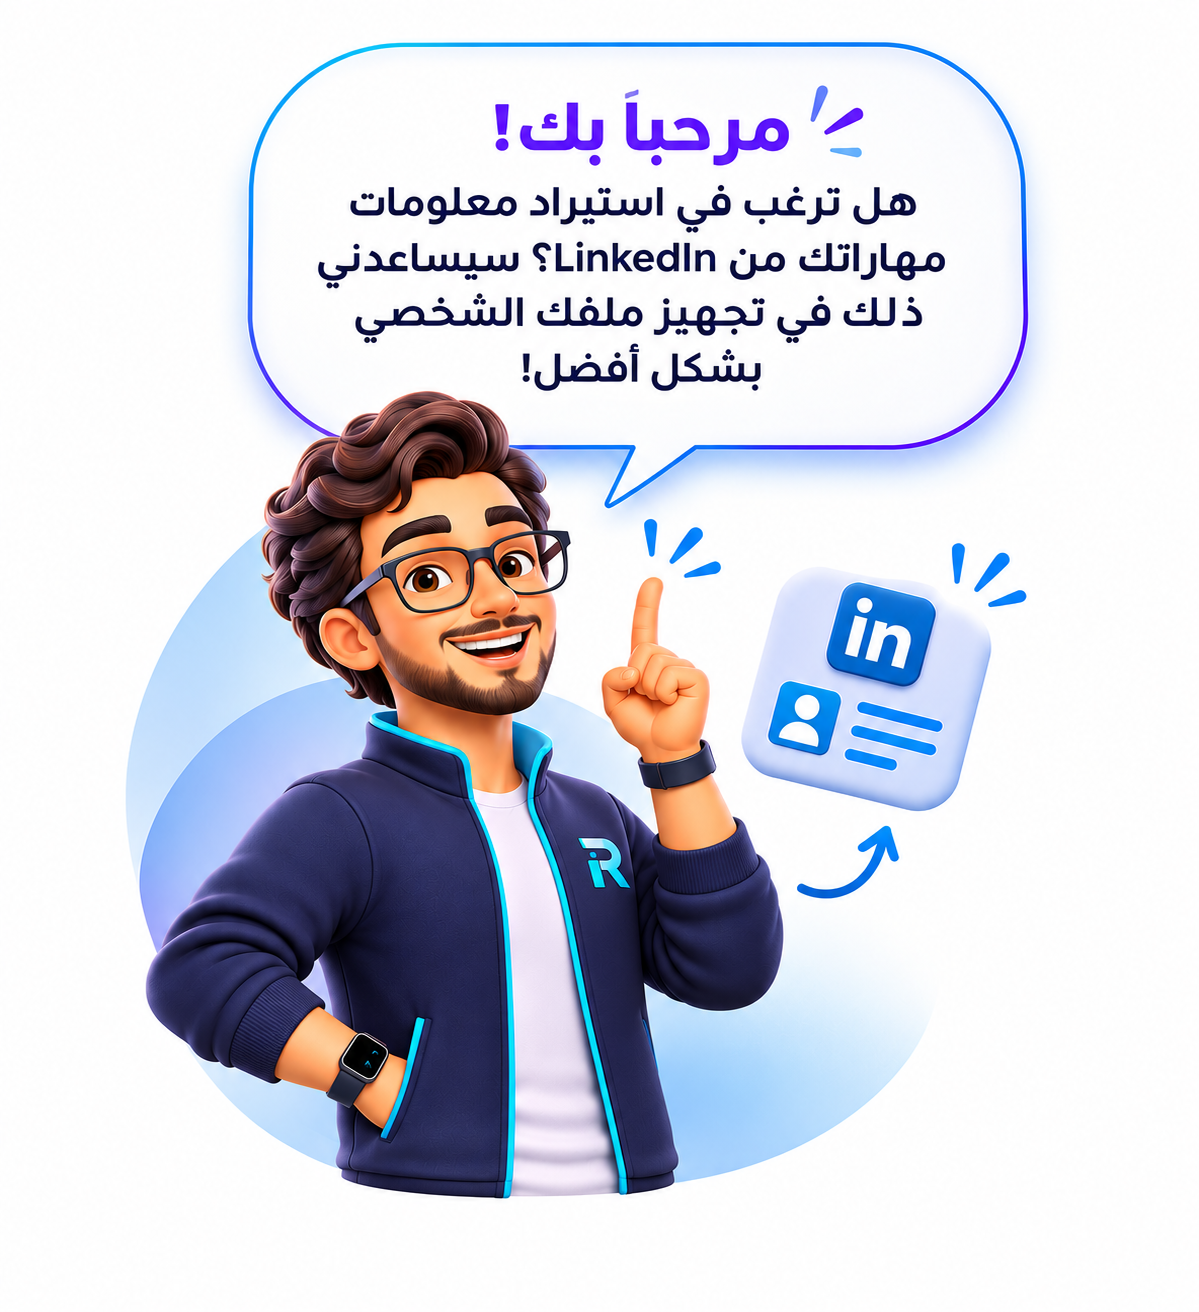 مرحباَ بك!
هل ترغب في استيراد معلومات
مهاراتك من LinkedIn؟ سيساعدني
ذلك في تجهيز ملفك الشخصي
بشكل أفضل!
in
R